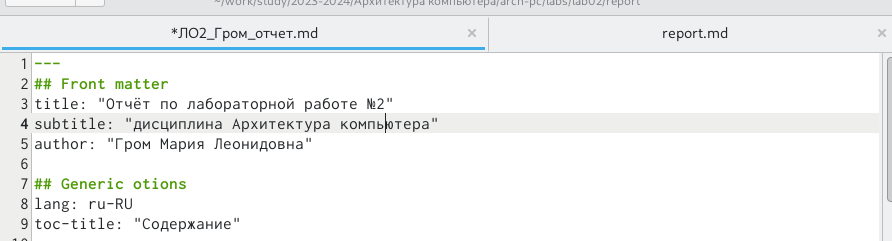 ~/work/study/2023-2024/Архитектура компьютера/arch-pc/labs/lab02/report
*ЛО2_Гром_отчет.md × report.md ×
1 ---
2 ## Front matter
3 title: "Отчёт по лабораторной работе №2"
4 subtitle: "дисциплина Архитектура компьютера"
5 author: "Гром Мария Леонидовна"
6
7 ## Generic otions
8 lang: ru-RU
9 toc-title: "Содержание"
10